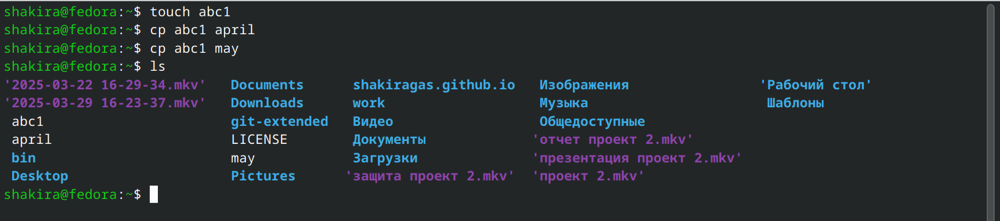 shakira@fedora:~$ touch abc1
shakira@fedora:~$ cp abc1 april
shakira@fedora:~$ cp abc1 may
shakira@fedora:~$ ls
'2025-03-22 16-29-34.mkv'   Documents      shakiragas.github.io   Изображения                'Рабочий стол'
'2025-03-29 16-23-37.mkv'   Downloads      work                   Музыка                      Шаблоны
 abc1                       git-extended   Видео                  Общедоступные
 april                      LICENSE        Документы             'отчет проект 2.mkv'
 bin                        may            Загрузки              'презентация проект 2.mkv'
 Desktop                    Pictures      'защита проект 2.mkv'  'проект 2.mkv'
shakira@fedora:~$